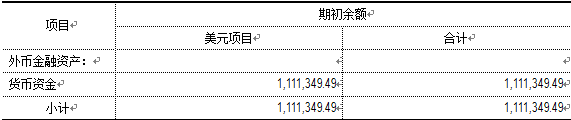 项目 期初余额
美元项目 合计
外币金融资产：
货币资金 1,111,349.49 1,111,349.49
小计 1,111,349.49 1,111,349.49